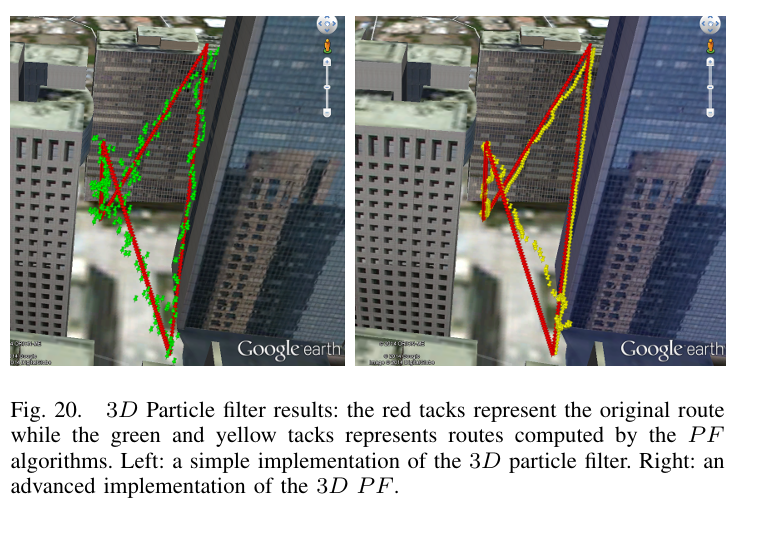 Google earth
Google earth
Fig. 20. 3D Particle filter results: the red tacks represent the original route
while the green and yellow tacks represents routes computed by the PF
algorithms. Left: a simple implementation of the 3D particle filter. Right: an
advanced implementation of the 3D PF.